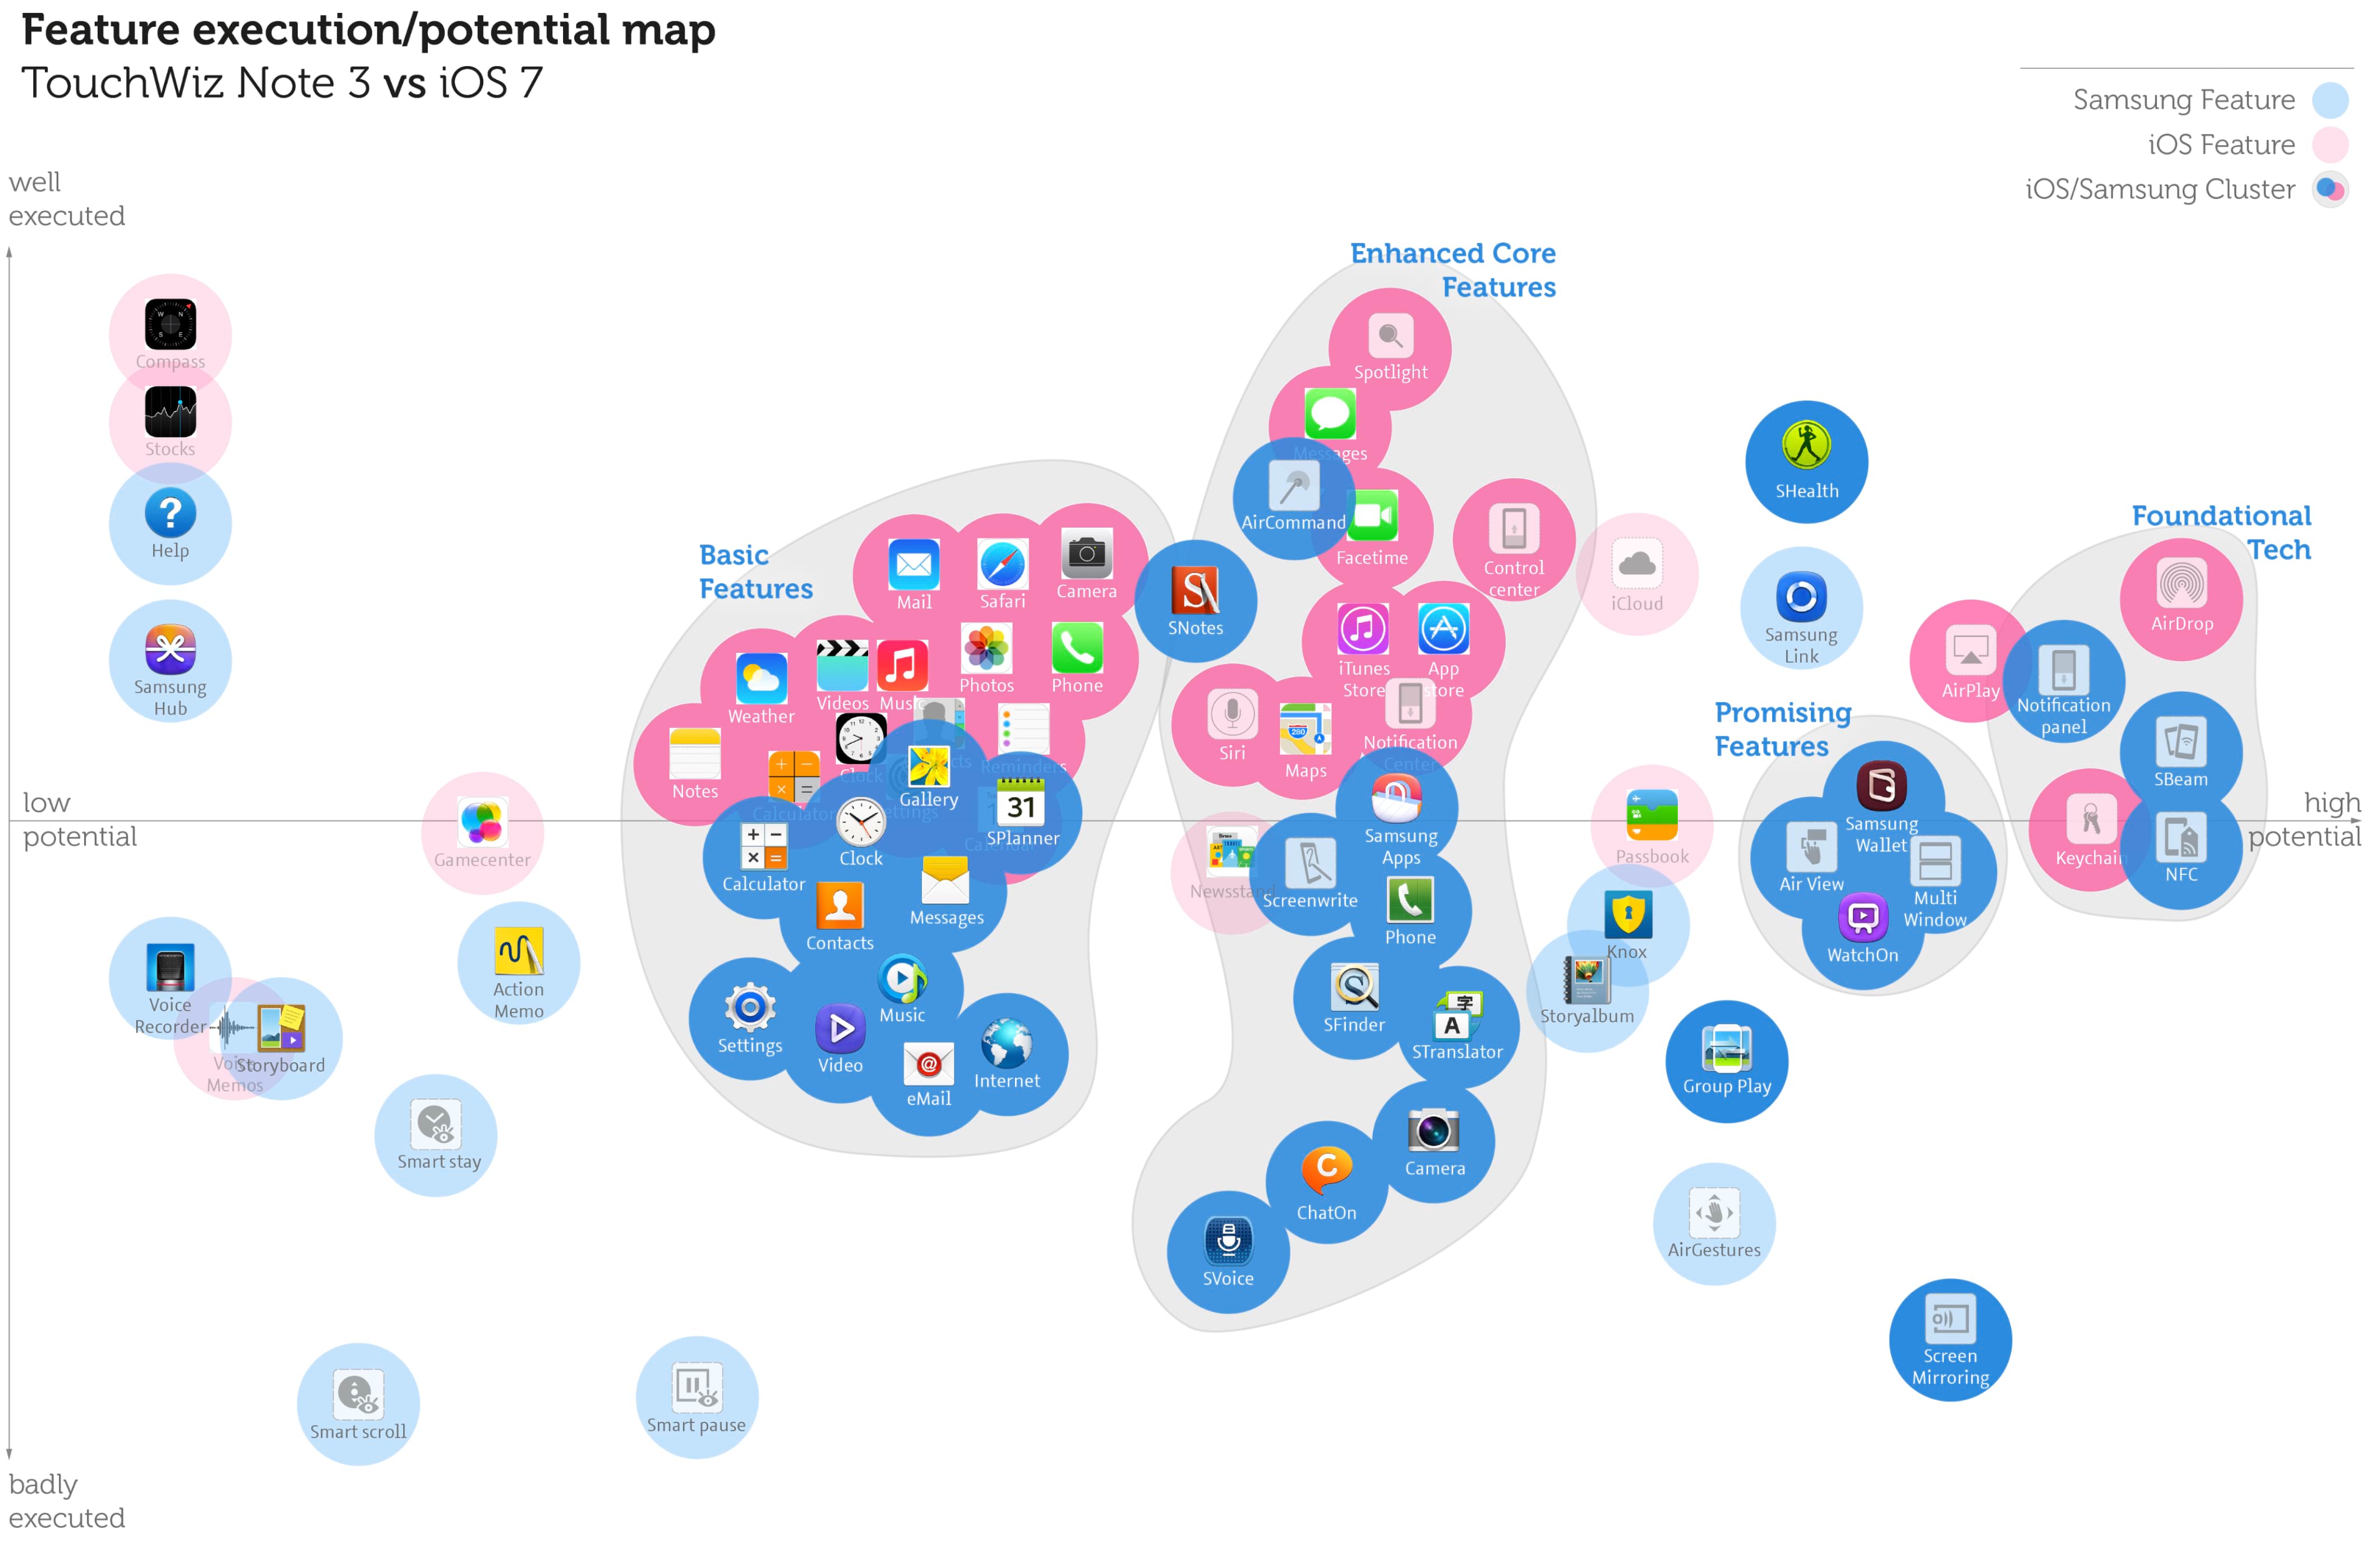 Feature execution/potential map
TouchWiz Note 3 vs iOS 7
Samsung Feature
iOS Feature
iOS/Samsung Cluster
well
executed
low
potential
high
potential
badly
executed
Compass
Stocks
Help
Samsung
Hub
Gamecenter
Voice
Recorder
Voice
Memos
Storyboard
Action
Memo
Smart stay
Smart scroll
Smart pause
Basic
Features
Mail
Safari
Camera
Weather
Videos
Music
Photos
Phone
Notes
Calculator
Clock
Reminders
Settings
Calendar
Gallery
31
SPlanner
Calculator
Clock
Contacts
Messages
Settings
Video
Music
eMail
Internet
SNotes
Enhanced Core
Features
Spotlight
Messages
AirCommand
Facetime
Control
center
iTunes
Store
App
Store
Siri
280
Maps
Notification
Center
Samsung
Apps
Newsstand
Screenwrite
Phone
SFinder
字
A
STranslator
Camera
ChatOn
SVoice
iCloud
SHealth
Samsung
Link
Passbook
Knox
Storyalbum
Group Play
AirGestures
Screen
Mirroring
Promising
Features
Samsung
Wallet
Air View
Multi
Window
WatchOn
Foundational
Tech
AirDrop
AirPlay
Notification
panel
SBeam
Keychain
NFC